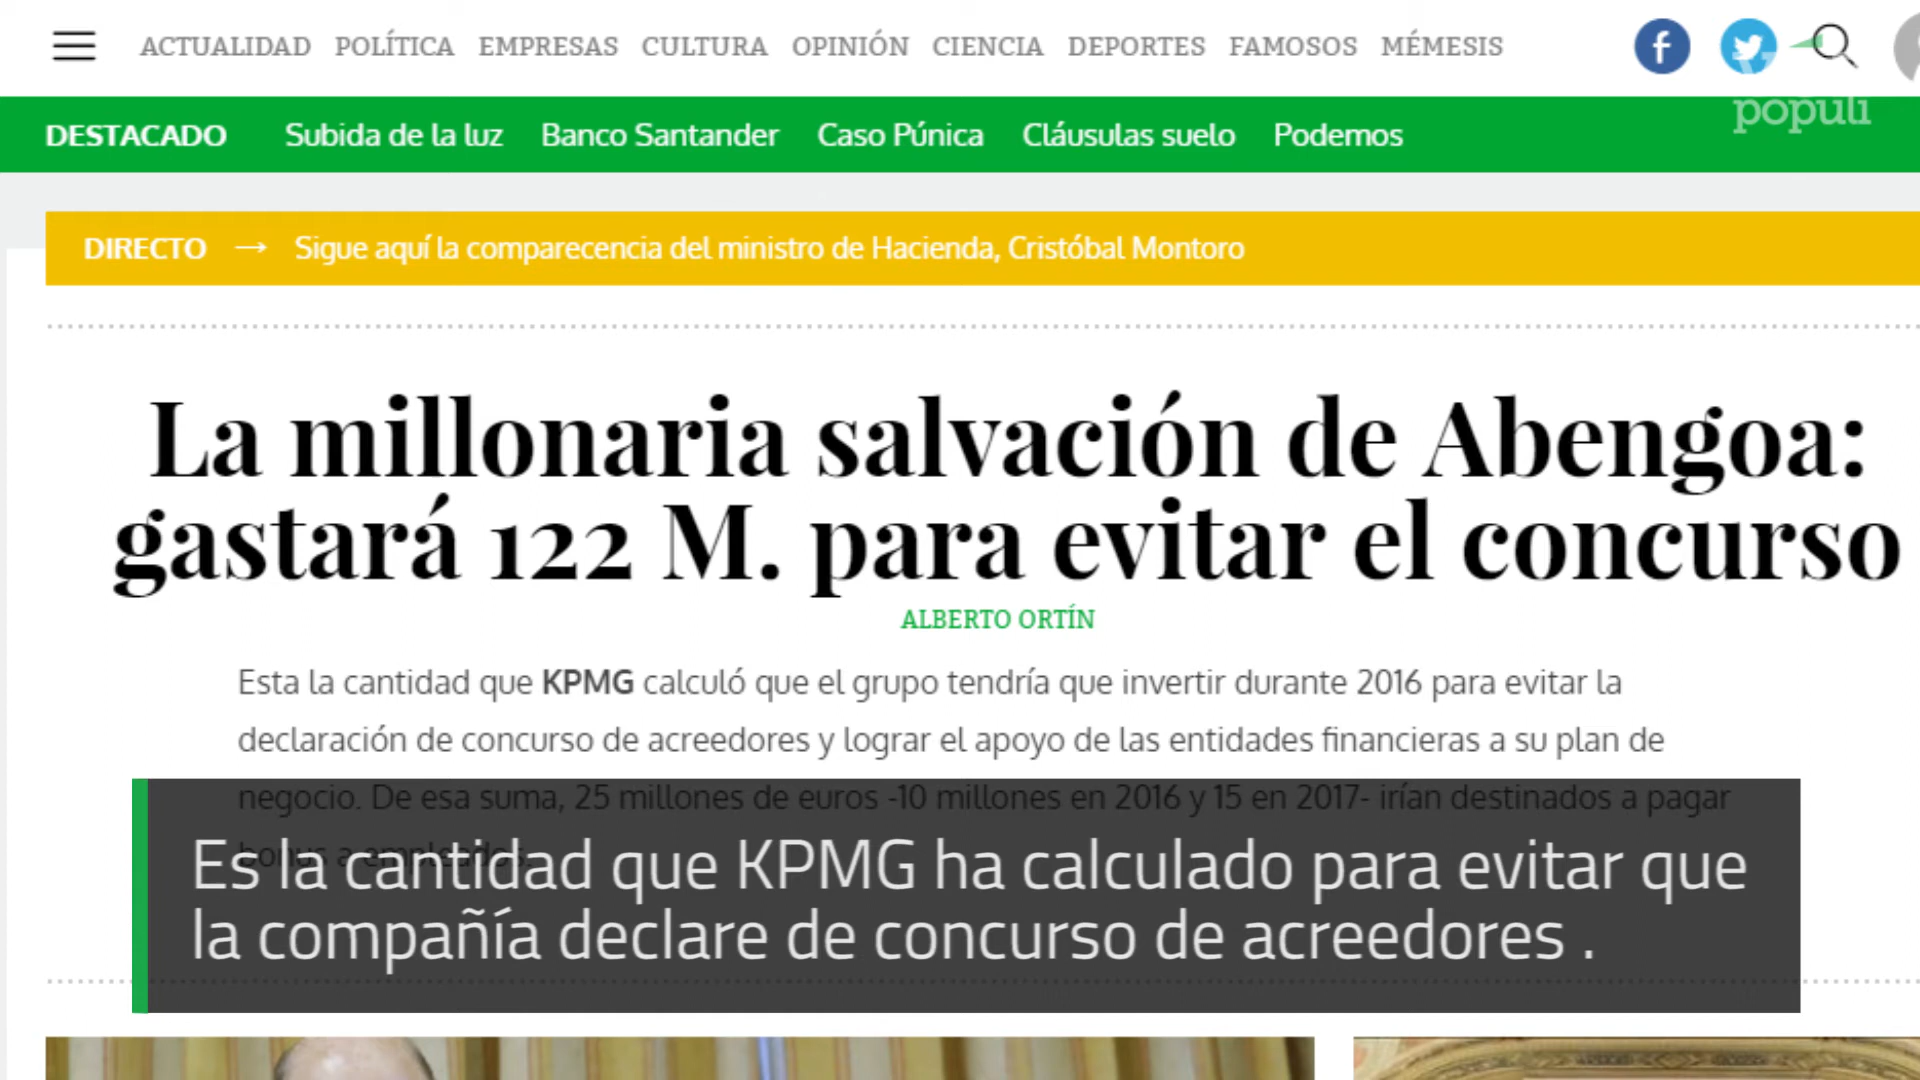 ACTUALIDAD POLÍTICA EMPRESAS CULTURA OPINIÓN CIENCIA DEPORTES FAMOSOS MÉMESIS
populi
DESTACADO Subida de la luz Banco Santander Caso Púnica Cláusulas suelo Podemos
DIRECTO → Sigue aquí la comparecencia del ministro de Hacienda, Cristóbal Montoro
La millonaria salvación de Abengoa:
gastará 122 M. para evitar el concurso
ALBERTO ORTÍN
Esta la cantidad que KPMG calculó que el grupo tendría que invertir durante 2016 para evitar la
declaración de concurso de acreedores y lograr el apoyo de las entidades financieras a su plan de
negocio. De esa suma, 25 millones de euros -10 millones en 2016 y 15 en 2017- irían destinados a pagar
bonus a empleados.
Es la cantidad que KPMG ha calculado para evitar que
la compañía declare de concurso de acreedores .